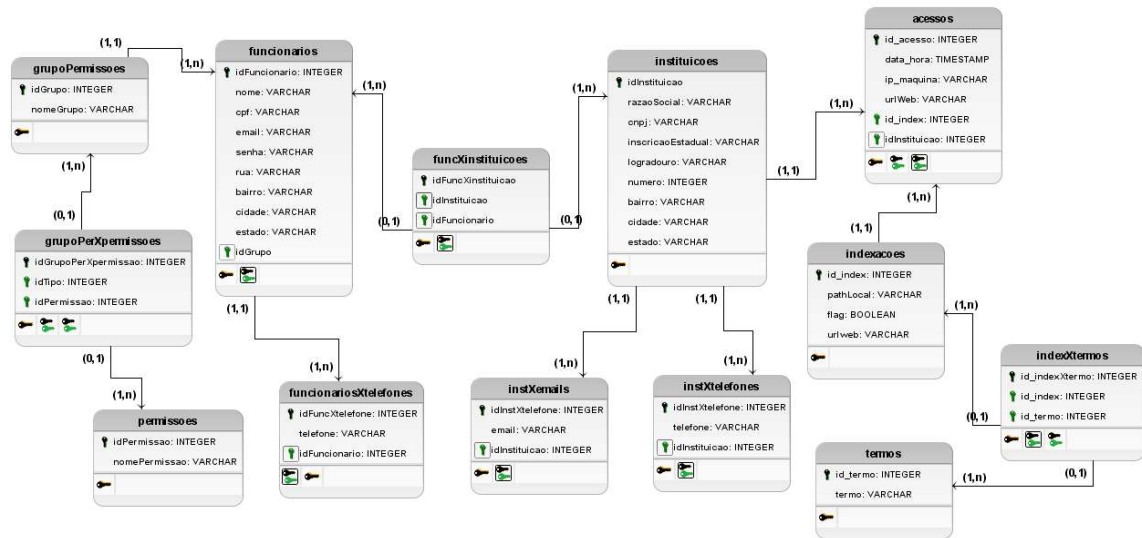 grupoPermissoes
idGrupo: INTEGER
nomeGrupo: VARCHAR
(1,1)
(1,n)
funcionarios
idFuncionario: INTEGER
nome: VARCHAR
cpf: VARCHAR
email: VARCHAR
senha: VARCHAR
rua: VARCHAR
bairro: VARCHAR
cidade: VARCHAR
estado: VARCHAR
idGrupo
(1,n)
(1,n)
(0,1)
grupoPerXpermissoes
idGrupoPerXpermissao: INTEGER
idTipo: INTEGER
idPermissao: INTEGER
(0,1)
(1,n)
permissoes
idPermissao: INTEGER
nomePermissao: VARCHAR
(1,1)
(1,n)
funcionariosXtelefones
idFuncXtelefone: INTEGER
telefone: VARCHAR
idFuncionario: INTEGER
funcXinstituicoes
idFuncXinstituicao
idInstituicao
idFuncionario
(0,1)
(0,1)
(1,n)
instituicoes
idInstituicao
razaoSocial: VARCHAR
cnpj: VARCHAR
inscricaoEstadual: VARCHAR
logradouro: VARCHAR
numero: INTEGER
bairro: VARCHAR
cidade: VARCHAR
estado: VARCHAR
(1,1)
(1,1)
(1,n)
(1,n)
instXemails
idInstXtelefone: INTEGER
email: VARCHAR
idInstituicao: INTEGER
instXtelefones
idInstXtelefone: INTEGER
telefone: VARCHAR
idInstituicao: INTEGER
(1,1)
(1,n)
acessos
id_acesso: INTEGER
data_hora: TIMESTAMP
ip_maquina: VARCHAR
urlWeb: VARCHAR
id_index: INTEGER
idInstituicao: INTEGER
(1,n)
(1,1)
indexacoes
id_index: INTEGER
pathLocal: VARCHAR
flag: BOOLEAN
urlweb: VARCHAR
(1,n)
(0,1)
indexXtermos
id_indexXtermo: INTEGER
id_index: INTEGER
id_termo: INTEGER
(0,1)
(1,n)
termos
id_termo: INTEGER
termo: VARCHAR